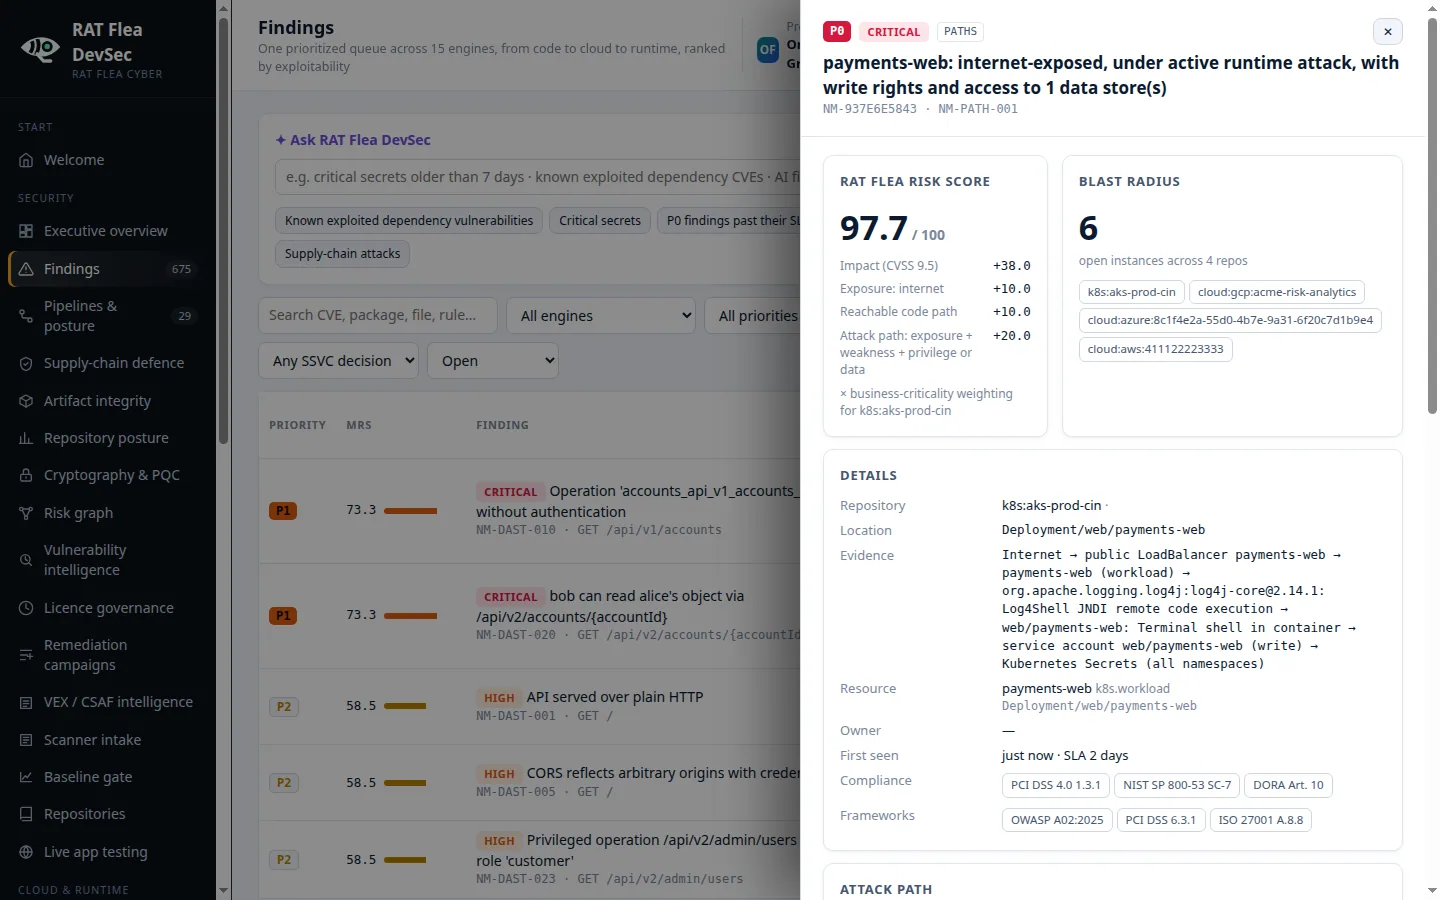 RAT Flea
DevSec
RAT FLEA CYBER
START
Welcome
SECURITY
Executive overview
Findings 675
Pipelines &
posture 29
Supply-chain defence
Artifact integrity
Repository posture
Cryptography & PQC
Risk graph
Vulnerability
intelligence
Licence governance
Remediation
campaigns
VEX / CSAF intelligence
Scanner intake
Baseline gate
Repositories
Live app testing
CLOUD & RUNTIME
Findings
One prioritized queue across 15 engines, from code to cloud to runtime, ranked
by exploitability
OF
✦ Ask RAT Flea DevSec
e.g. critical secrets older than 7 days · known exploited dependency CVEs · AI
Known exploited dependency vulnerabilities
Critical secrets
P0 findings past their
Supply-chain attacks
Search CVE, package, file, rule...
All engines
All priorities
Any SSVC decision
Open
PRIORITY MRS FINDING
P1 73.3 CRITICAL Operation 'accounts_api_v1_accounts_
without authentication
NM-DAST-010 · GET /api/v1/accounts
P1 73.3 CRITICAL bob can read alice's object via
/api/v2/accounts/{accountId}
NM-DAST-020 · GET /api/v2/accounts/{accountId
P2 58.5 HIGH API served over plain HTTP
NM-DAST-001 · GET /
P2 58.5 HIGH CORS reflects arbitrary origins with
NM-DAST-005 · GET /
P2 58.5 HIGH Privileged operation /api/v2/admin/users
role 'customer'
NM-DAST-023 · GET /api/v2/admin/users
P0 CRITICAL PATHS ×
payments-web: internet-exposed, under active runtime attack, with
write rights and access to 1 data store(s)
NM-937E6E5843 · NM-PATH-001
RAT FLEA RISK SCORE
97.7 / 100
Impact (CVSS 9.5) +38.0
Exposure: internet +10.0
Reachable code path +10.0
Attack path: exposure + +20.0
weakness + privilege or
data
× business-criticality weighting
for k8s:aks-prod-cin
BLAST RADIUS
6
open instances across 4 repos
k8s:aks-prod-cin cloud:gcp:acme-risk-analytics
cloud:azure:8c1f4e2a-55d0-4b7e-9a31-6f20c7d1b9e4
cloud:aws:411122223333
DETAILS
Repository k8s:aks-prod-cin ·
Location Deployment/web/payments-web
Evidence Internet → public LoadBalancer payments-web →
payments-web (workload) →
org.apache.logging.log4j:log4j-core@2.14.1:
Log4Shell JNDI remote code execution →
web/payments-web: Terminal shell in container →
service account web/payments-web (write) →
Kubernetes Secrets (all namespaces)
Resource payments-web k8s.workload
Deployment/web/payments-web
Owner —
First seen just now · SLA 2 days
Compliance PCI DSS 4.0 1.3.1 NIST SP 800-53 SC-7 DORA Art. 10
Frameworks OWASP A02:2025 PCI DSS 6.3.1 ISO 27001 A.8.8
ATTACK PATH